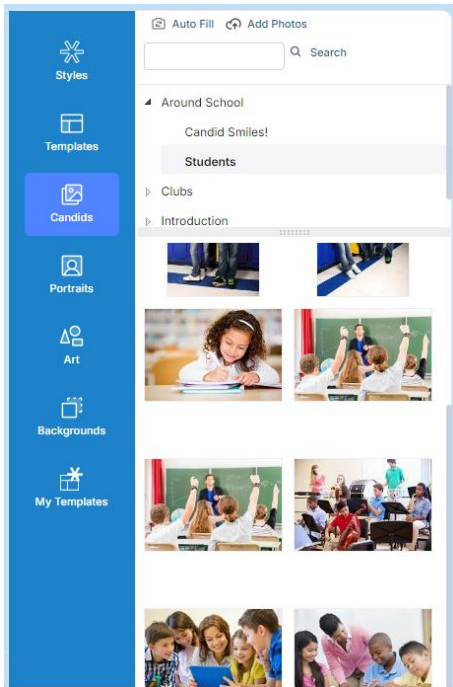 Auto Fill Add Photos
Search
Styles
Templates
Candids
Portraits
Art
Backgrounds
My Templates
Around School
Candid Smiles!
Students
Clubs
Introduction